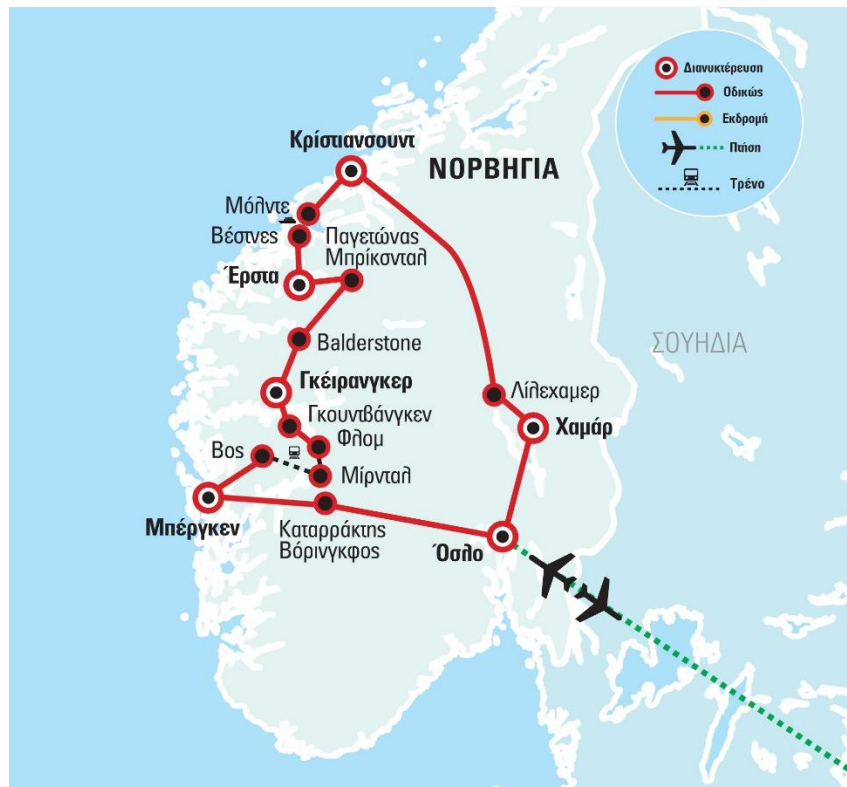 Διανυκτέρευση
Οδικώς
Εκδρομή
Πτήση
Τρένο
Κρίστιανσουντ
ΝΟΡΒΗΓΙΑ
Μόλντε
Βέστνες
Παγετώνας
Μπρίκσνταλ
Έρστα
Balderstone
ΣΟΥΗΔΙΑ
Γκέιρανγκερ
Λίλεχαμερ
Γκουντβάνγκεν
Χαμάρ
Φλομ
Βος
Μίρνταλ
Μπέργκεν
Καταρράκτης
Βόρινγκφος
Όσλο